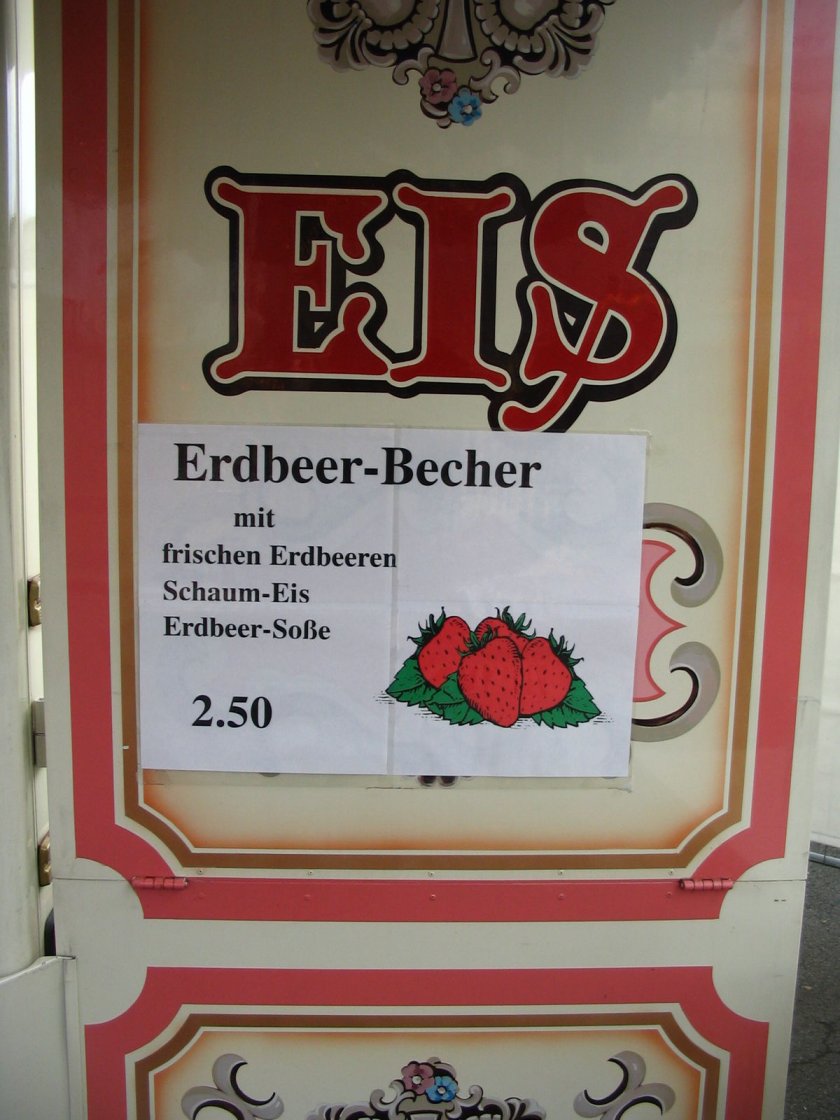 EIS
Erdbeer-Becher
mit
frischen Erdbeeren
Schaum-Eis
Erdbeer-Soße
2.50